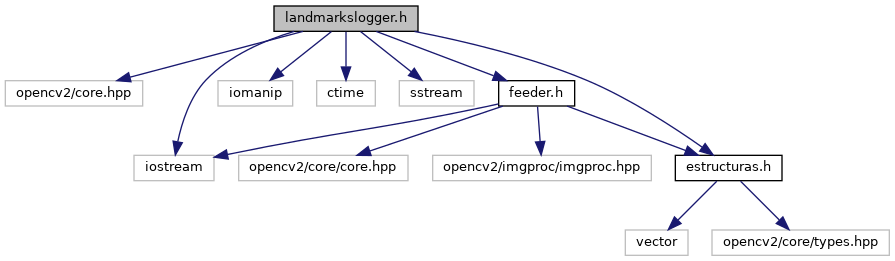 landmarkslogger.h
opencv2/core.hpp
iomanip
ctime
sstream
feeder.h
iostream
opencv2/core/core.hpp
opencv2/imgproc/imgproc.hpp
estructuras.h
vector
opencv2/core/types.hpp